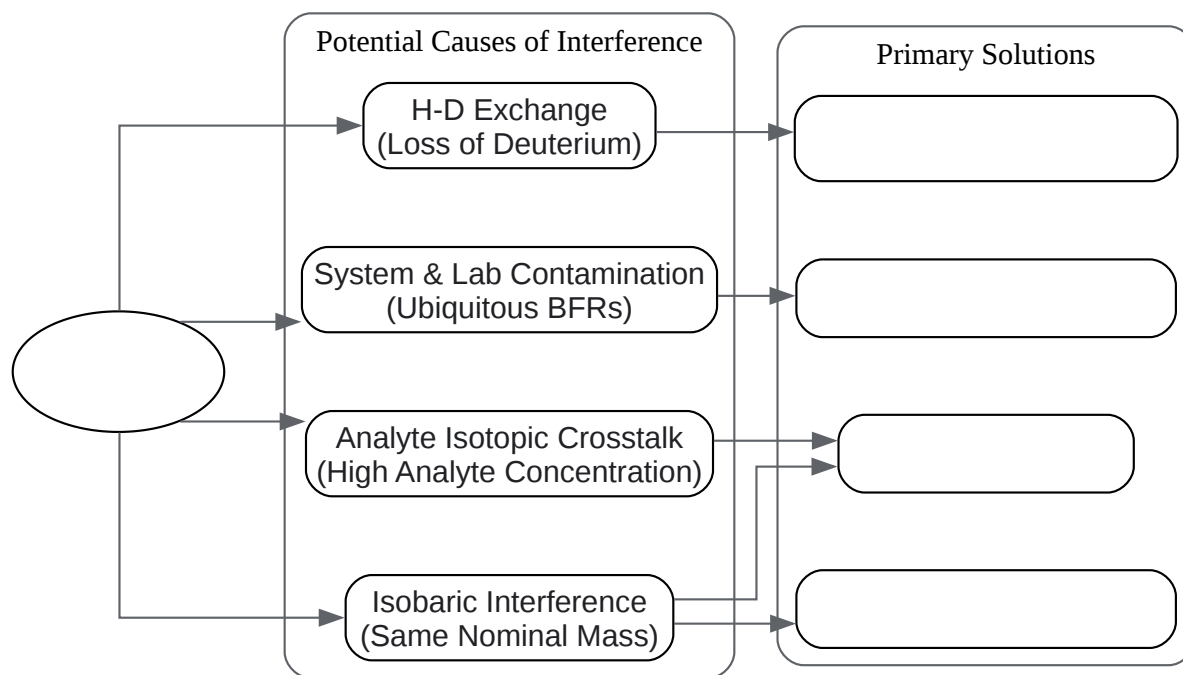 Potential Causes of Interference
Primary Solutions
H-D Exchange
(Loss of Deuterium)
System & Lab Contamination
(Ubiquitous BFRs)
Analyte Isotopic Crosstalk
(High Analyte Concentration)
Isobaric Interference
(Same Nominal Mass)